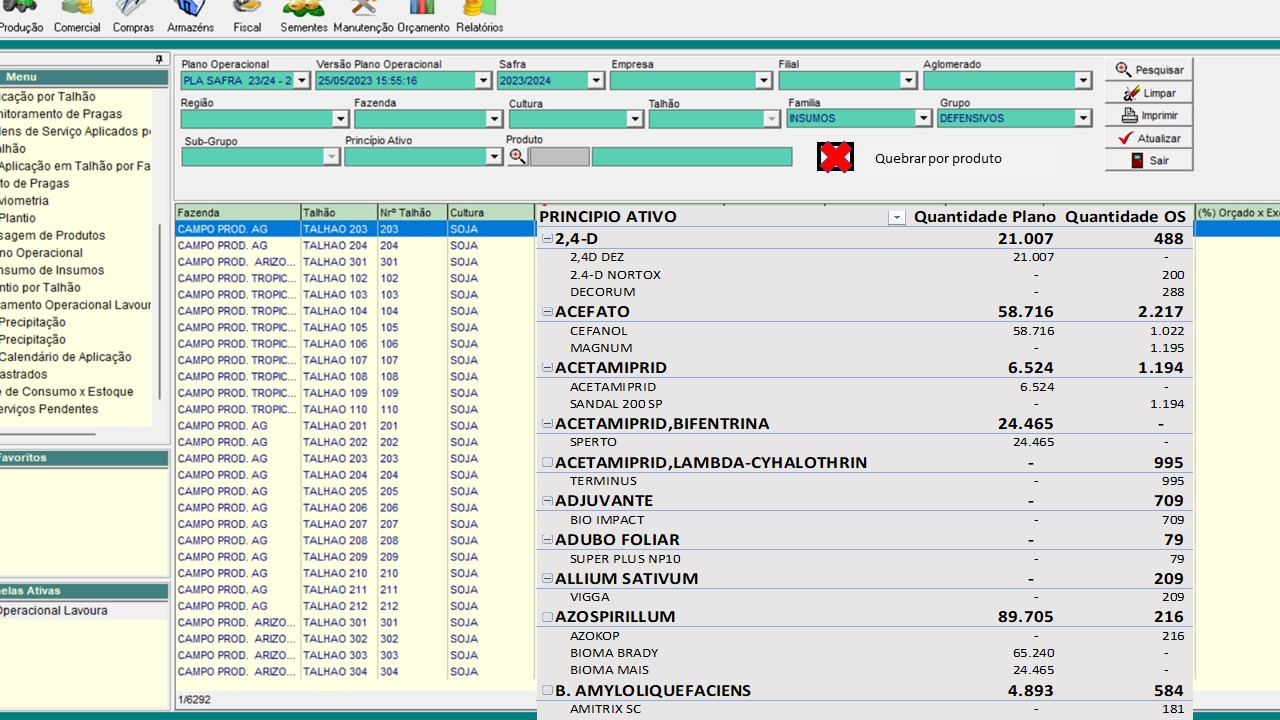 Produção Comercial Compras Armazéns Fiscal Sementes Manutenção Orçamento Relatórios
Menu
icação por Talhão
nitoramento de Pragas
lens de Serviço Aplicados p
alhão
Aplicação em Talhão por Fa
to de Pragas
viometria
Plantio
sagem de Produtos
no Operacional
nsumo de Insumos
ntio por Talhão
amento Operacional Lavour
Precipitação
Precipitação
Calendário de Aplicação
astrados
e de Consumo x Estoque
erviços Pendentes
Favoritos
elas Ativas
Operacional Lavoura
Plano Operacional Versão Plano Operacional Safra Empresa Filial Aglomerado
PLA SAFRA 23/24 - 2 25/05/2023 15:55:16 2023/2024
Região Fazenda Cultura Talhão Familia Grupo
INSUMOS DEFENSIVOS
Sub-Grupo Princípio Ativo Produto
Quebrar por produto
Pesquisar
Limpar
Imprimir
Atualizar
Sair
Fazenda Talhão Nrº Talhão Cultura
CAMPO PROD. AG TALHAO 203 203 SOJA
CAMPO PROD. AG TALHAO 204 204 SOJA
CAMPO PROD. ARIZO... TALHAO 301 301 SOJA
CAMPO PROD. TROPIC... TALHAO 102 102 SOJA
CAMPO PROD. TROPIC... TALHAO 103 103 SOJA
CAMPO PROD. TROPIC... TALHAO 104 104 SOJA
CAMPO PROD. TROPIC... TALHAO 105 105 SOJA
CAMPO PROD. TROPIC... TALHAO 106 106 SOJA
CAMPO PROD. TROPIC... TALHAO 107 107 SOJA
CAMPO PROD. TROPIC... TALHAO 108 108 SOJA
CAMPO PROD. TROPIC... TALHAO 109 109 SOJA
CAMPO PROD. TROPIC... TALHAO 110 110 SOJA
CAMPO PROD. AG TALHAO 201 201 SOJA
CAMPO PROD. AG TALHAO 202 202 SOJA
CAMPO PROD. AG TALHAO 203 203 SOJA
CAMPO PROD. AG TALHAO 204 204 SOJA
CAMPO PROD. AG TALHAO 205 205 SOJA
CAMPO PROD. AG TALHAO 206 206 SOJA
CAMPO PROD. AG TALHAO 207 207 SOJA
CAMPO PROD. AG TALHAO 208 208 SOJA
CAMPO PROD. AG TALHAO 209 209 SOJA
CAMPO PROD. AG TALHAO 210 210 SOJA
CAMPO PROD. AG TALHAO 211 211 SOJA
CAMPO PROD. AG TALHAO 212 212 SOJA
CAMPO PROD. ARIZO... TALHAO 301 301 SOJA
CAMPO PROD. ARIZO... TALHAO 302 302 SOJA
CAMPO PROD. ARIZO... TALHAO 303 303 SOJA
CAMPO PROD. ARIZO... TALHAO 304 304 SOJA
1/6292
PRINCIPIO ATIVO Quantidade Plano Quantidade OS
2,4-D 21.007 488
2,4D DEZ 21.007 -
2.4-D NORTOX - 200
DECORUM - 288
ACEFATO 58.716 2.217
CEFANOL 58.716 1.022
MAGNUM - 1.195
ACETAMIPRID 6.524 1.194
ACETAMIPRID 6.524 -
SANDAL 200 SP - 1.194
ACETAMIPRID,BIFENTRINA 24.465 -
SPERTO 24.465 -
ACETAMIPRID,LAMBDA-CYHALOTHRIN - 995
TERMINUS - 995
ADJUVANTE - 709
BIO IMPACT - 709
ADUBO FOLIAR - 79
SUPER PLUS NP10 - 79
ALLIUM SATIVUM - 209
VIGGA - 209
AZOSPIRILLUM 89.705 216
AZOKOP - 216
BIOMA BRADY 65.240 -
BIOMA MAIS 24.465 -
B. AMYLOLIQUEFACIENS 4.893 584
AMITRIX SC - 181
(%) Orçado x Exe